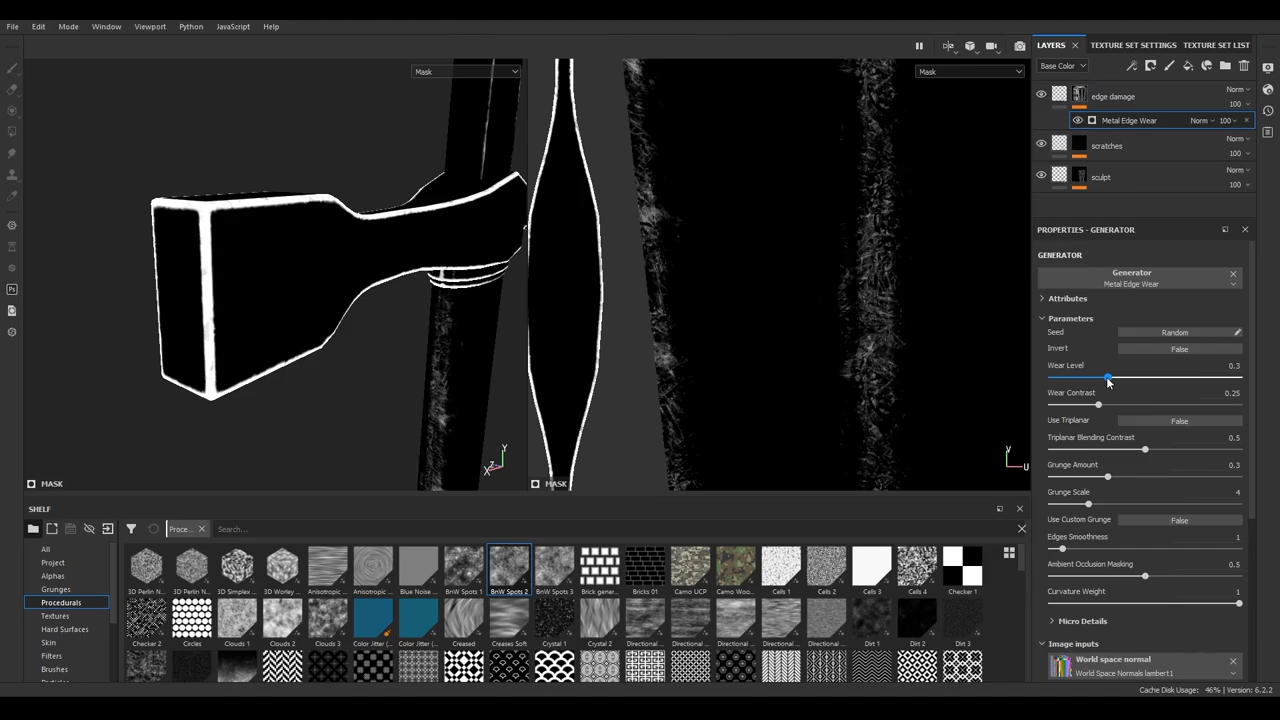 File Edit Mode Window Viewport Python JavaScript Help
Mask
Mask
LAYERS TEXTURE SET SETTINGS TEXTURE SET LIST
Base Color
edge damage Norm
100
Metal Edge Wear Norm 100
scratches Norm
100
sculpt Norm
100
PROPERTIES - GENERATOR
GENERATOR
Generator
Metal Edge Wear
Attributes
Parameters
Seed Random
Invert False
Wear Level 0.3
Wear Contrast 0.25
Use Triplanar False
Triplanar Blending Contrast 0.5
Grunge Amount 0.3
Grunge Scale 4
Use Custom Grunge False
Edges Smoothness 1
Ambient Occlusion Masking 0.5
Curvature Weight 1
Micro Details
Image inputs
World space normal
World Space Normals lambert1
Y
X Z
V
U
MASK
MASK
SHELF
Proce... Search...
All
Project
Alphas
Grunges
Procedurals
Textures
Hard Surfaces
Skin
Filters
Brushes
3D Perlin N... 3D Perlin N... 3D Simplex ... 3D Worley ... Anisotropic ... Anisotropic ... Blue Noise ... BnW Spots 1 BnW Spots 2 BnW Spots 3 Brick gener... Bricks 01 Camo UCP Camo Woo... Cells 1 Cells 2 Cells 3 Cells 4 Checker 1
Checker 2 Circles Clouds 1 Clouds 2 Clouds 3 Color Jitter (... Color Jitter (... Creased Creases Soft Crystal 1 Crystal 2 Directional ... Directional ... Directional ... Directional ... Directional ... Dirt 1 Dirt 2 Dirt 3
Cache Disk Usage: 46% | Version: 6.2.2